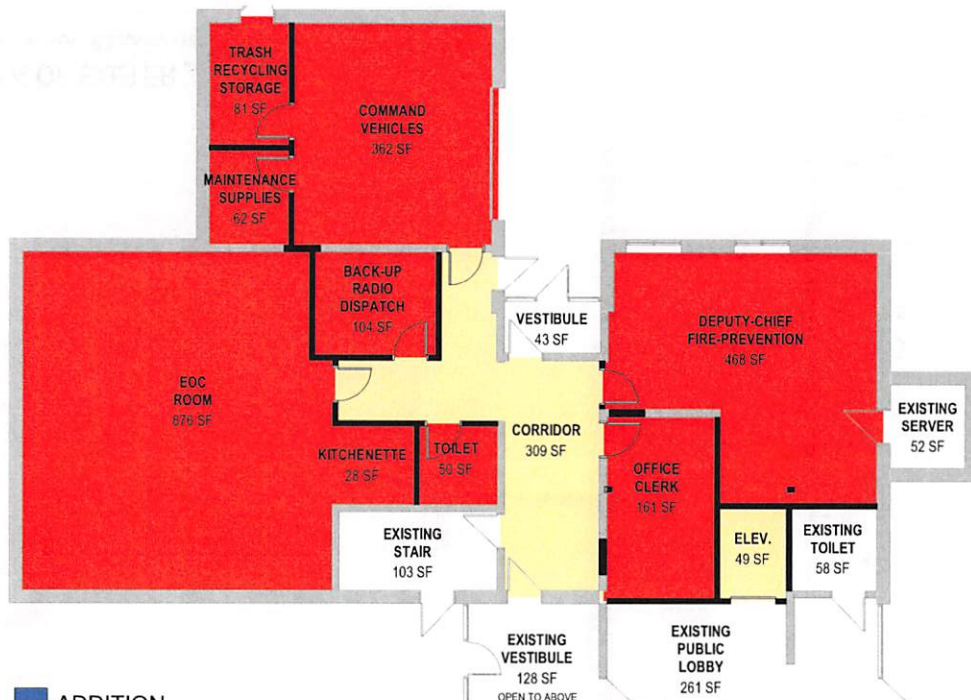 TRASH
RECYCLING
STORAGE
81 SF
COMMAND
VEHICLES
362 SF
MAINTENANCE
SUPPLIES
62 SF
BACK-UP
RADIO
DISPATCH
104 SF
VESTIBULE
43 SF
DEPUTY-CHIEF
FIRE-PREVENTION
468 SF
EOC
ROOM
876 SF
EXISTING
SERVER
52 SF
KITCHENETTE
28 SF
TOILET
50 SF
CORRIDOR
309 SF
OFFICE
CLERK
161 SF
EXISTING
STAIR
103 SF
ELEV.
49 SF
EXISTING
TOILET
58 SF
EXISTING
VESTIBULE
128 SF
OPEN TO ABOVE
EXISTING
PUBLIC
LOBBY
261 SF
ADDITION